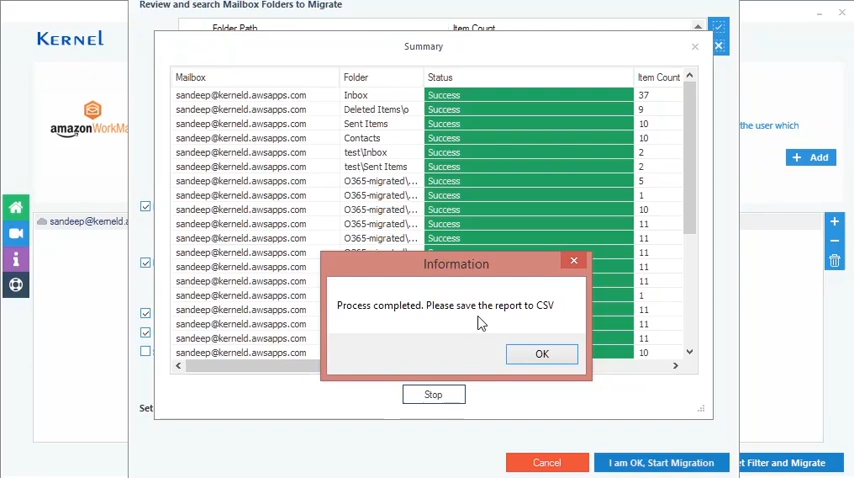 Review and search Mailbox Folders to Migrate
Folder Path Item Count
KERNEL
Summary
amazonWorkMa
Mailbox Folder Status Item Count
sandeep@kerneld.awsapps.com Inbox Success 37
sandeep@kerneld.awsapps.com Deleted Items\o Success 9
sandeep@kerneld.awsapps.com Sent Items Success 10
sandeep@kerneld.awsapps.com Contacts Success 10
sandeep@kerneld.awsapps.com test\Inbox Success 2
sandeep@kerneld.awsapps.com test\Sent Items Success 2
sandeep@kerneld.awsapps.com O365-migrated\... Success 5
sandeep@kerneld.awsapps.com O365-migrated\... Success 1
sandeep@kerneld.awsapps.com O365-migrated\... Success 10
sandeep@kerneld.awsapps.com O365-migrated\... Success 11
sandeep@kerneld.awsapps.com O365-migrated\... Success 11
sandeep@kerneld.awsapps.com 11
sandeep@kerneld.awsapps.com 11
sandeep@kerneld.awsapps.com 11
sandeep@kerneld.awsapps.com 1
sandeep@kerneld.awsapps.com 11
sandeep@kerneld.awsapps.com 11
sandeep@kerneld.awsapps.com 11
sandeep@kerneld.awsapps.com 10
the user which
+ Add
sandeep@kerneld.a
Information
Process completed. Please save the report to CSV
OK
Stop
Set
Cancel
I am OK, Start Migration
et Filter and Migrate